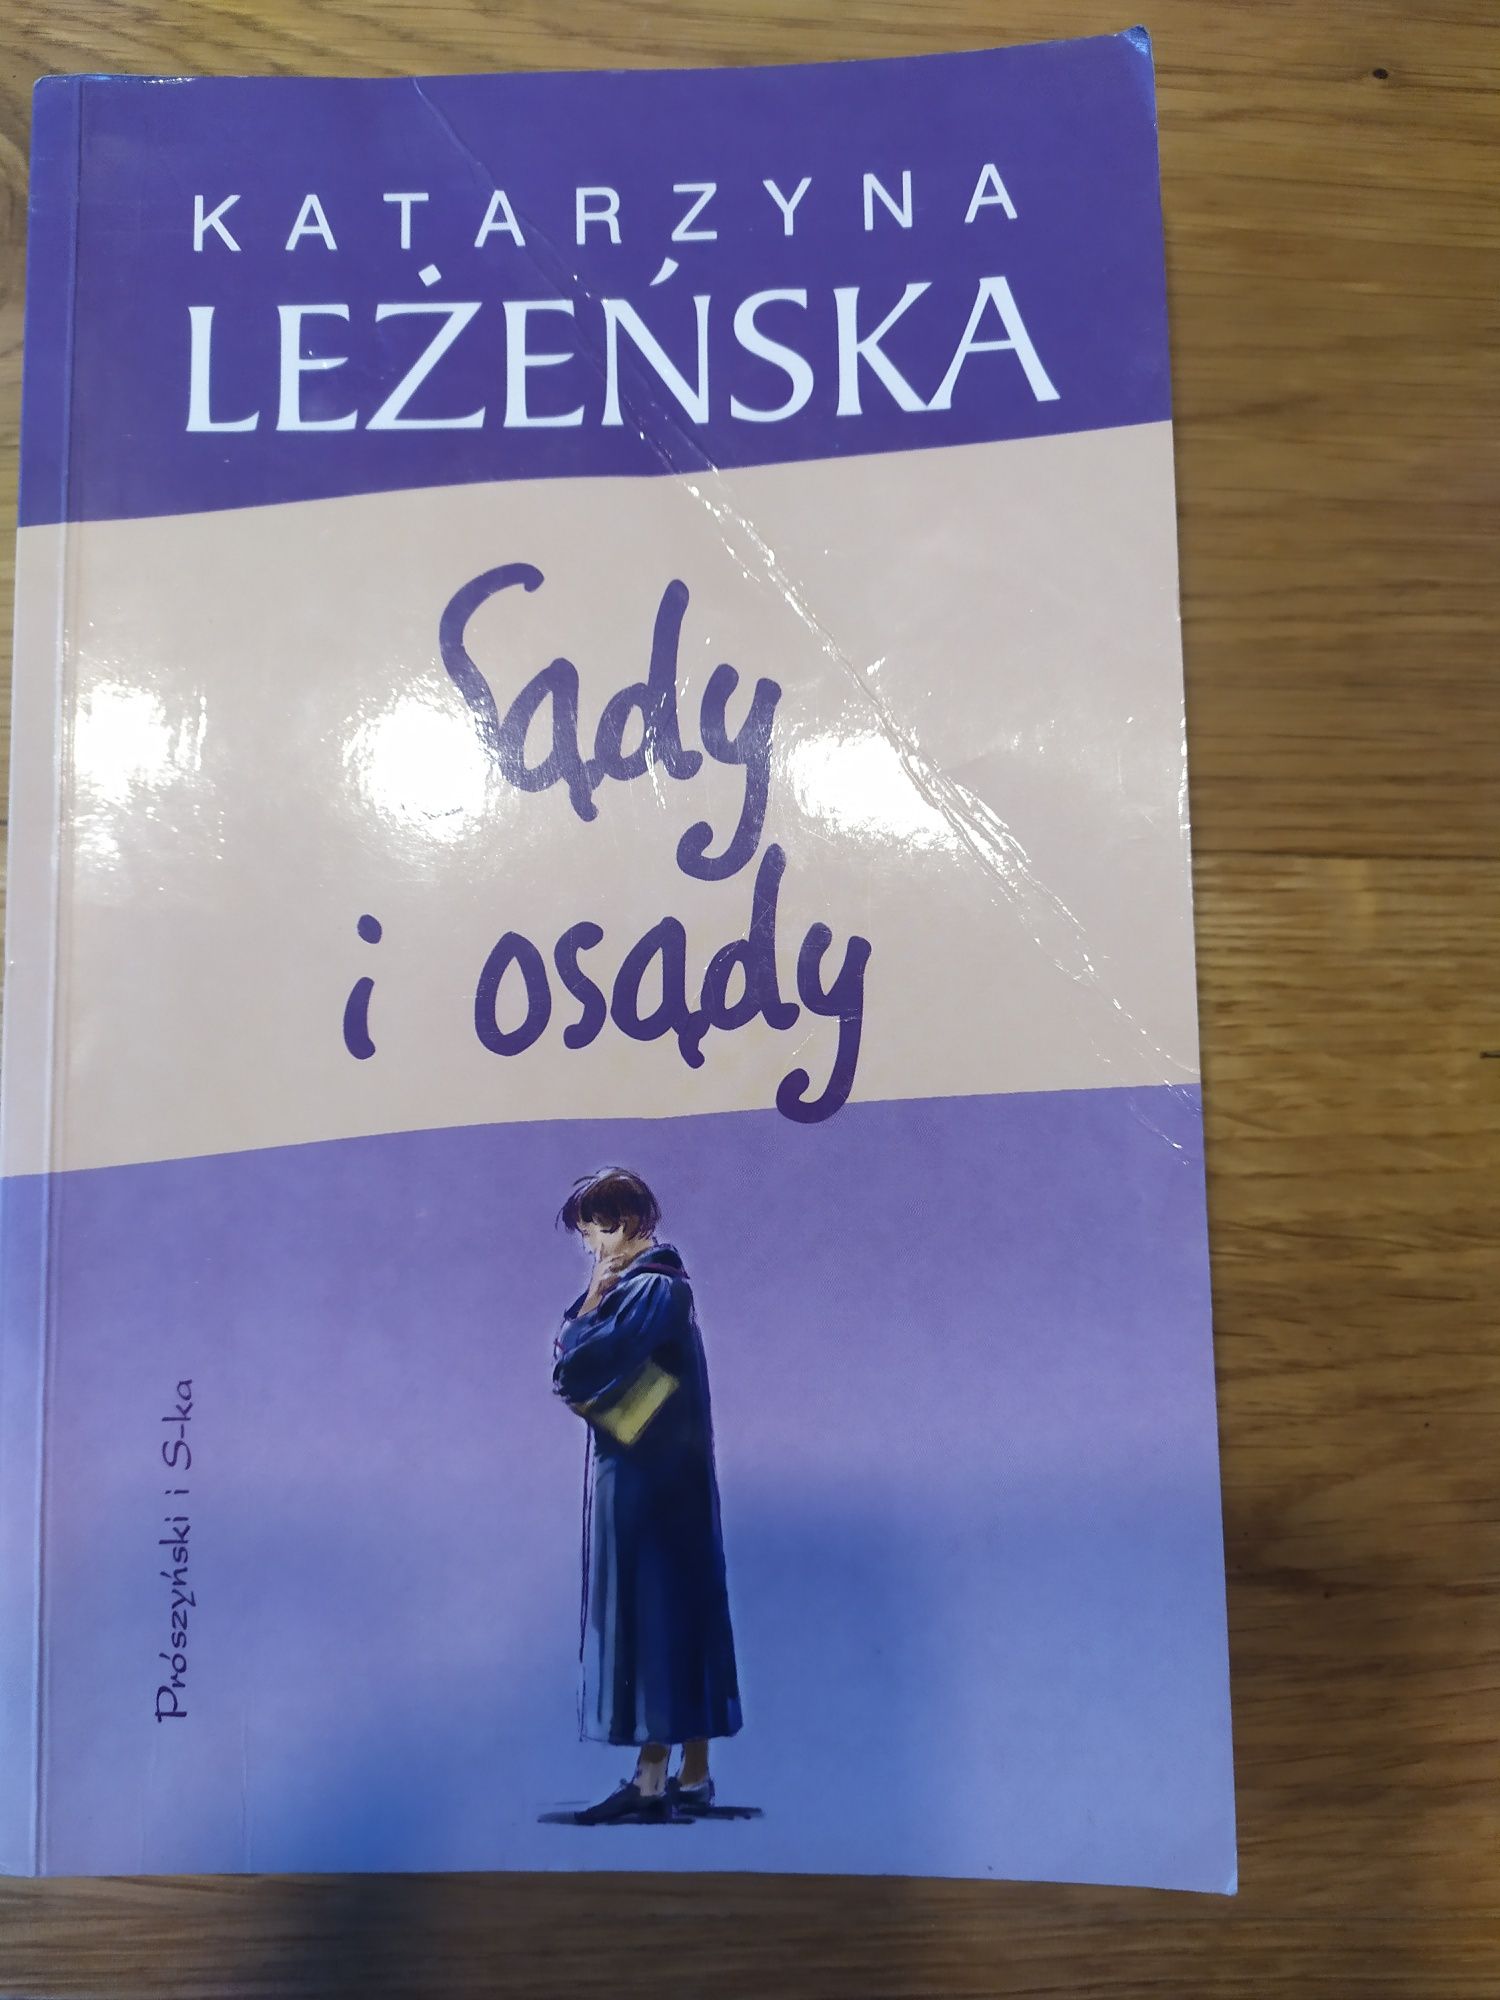 KATARZYNA
LEŻEŃSKA
Sądy
i osądy
Prószyński i S-ka